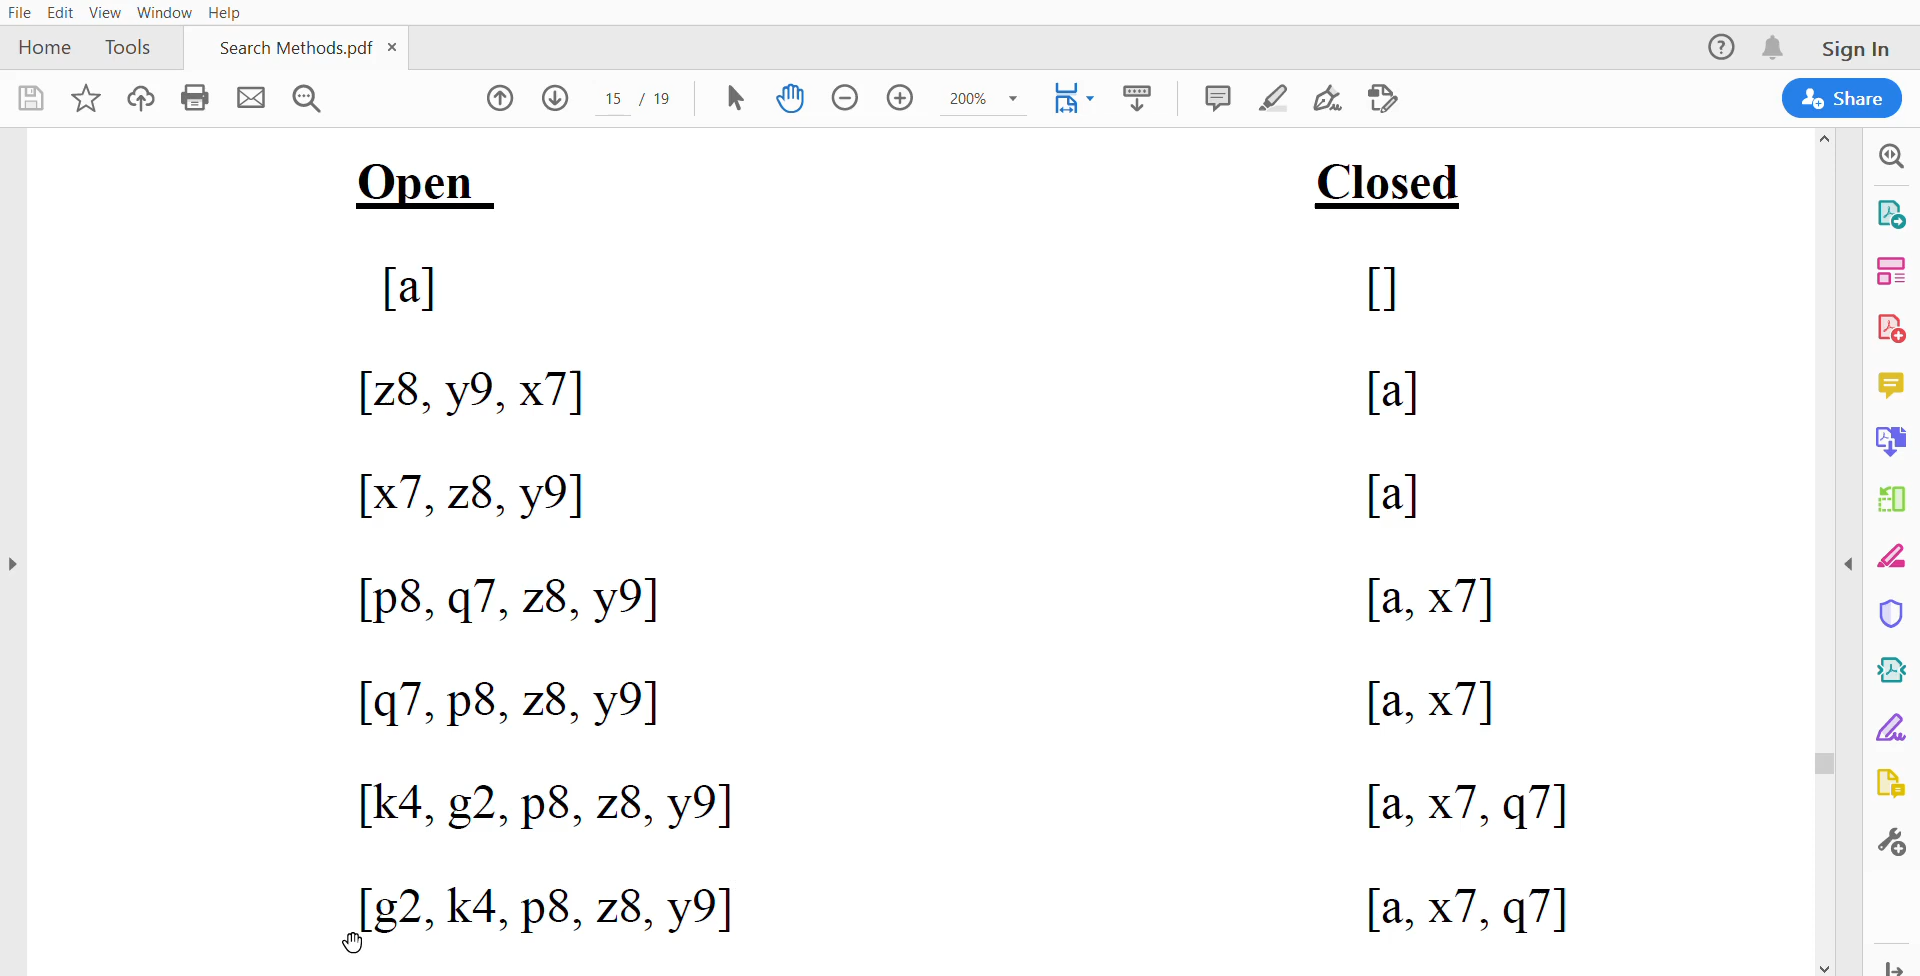 File Edit View Window Help
Home Tools Search Methods.pdf × Sign In
15 / 19 200% Share
Open Closed
[a] []
[z8, y9, x7] [a]
[x7, z8, y9] [a]
[p8, q7, z8, y9] [a, x7]
[q7, p8, z8, y9] [a, x7]
[k4, g2, p8, z8, y9] [a, x7, q7]
[g2, k4, p8, z8, y9] [a, x7, q7]